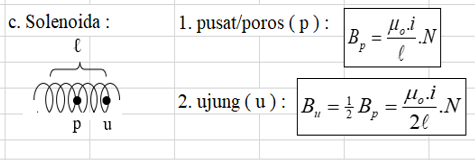 c. Solenoida :
ℓ
p u
1. pusat/poros ( p ) : B_p = μ_o.i / ℓ .N
2. ujung ( u ) : B_u = ½ B_p = μ_o.i / 2ℓ .N